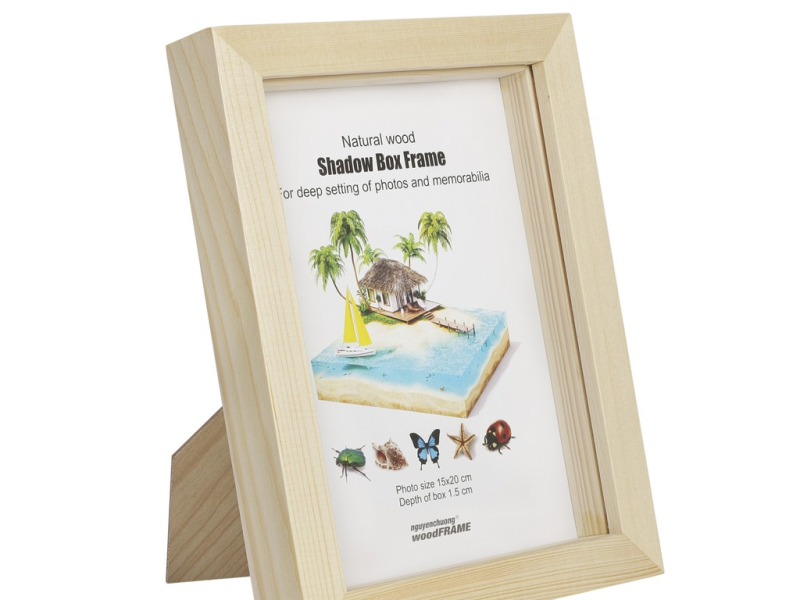 Natural wood
Shadow Box Frame
For deep setting of photos and memorabilia
Photo size 15x20 cm
Depth of box 1.5 cm
nguyenchuong®
woodFRAME